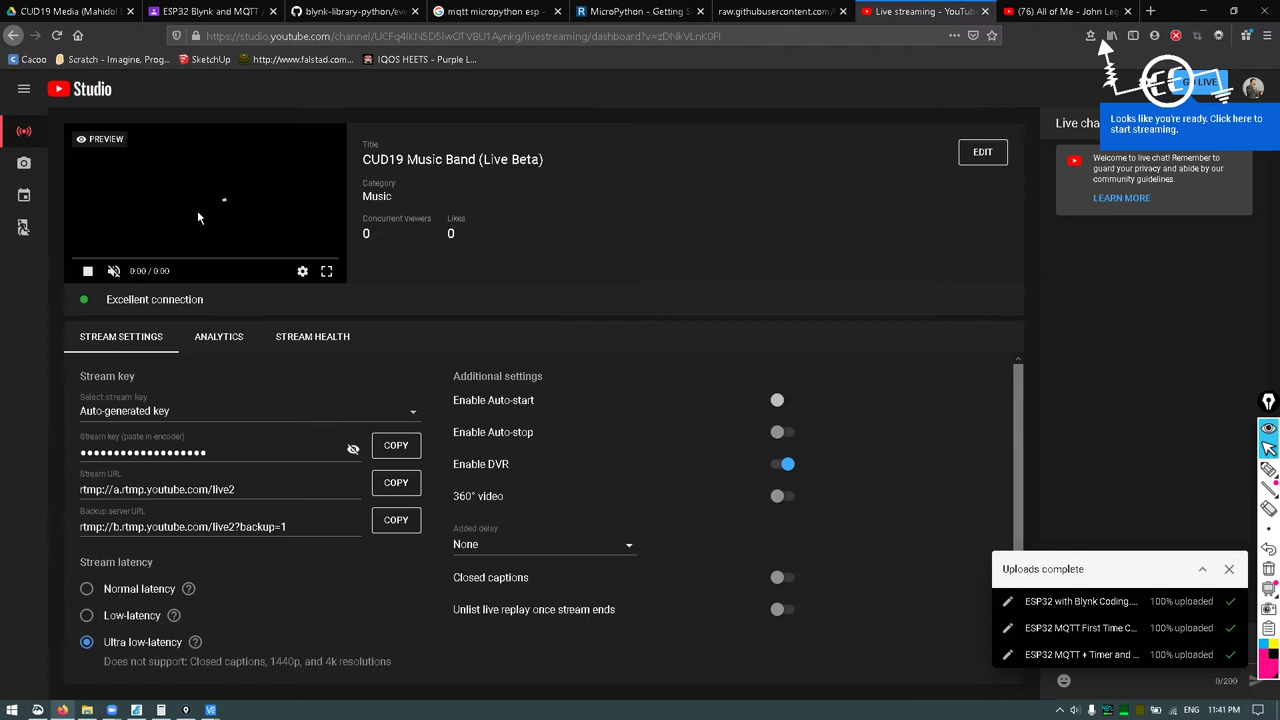 CD19 Media (Mahidol
ESP32 Blynk and MQTT /
blynk-library-python/eve
mqtt micropython esp -
MicroPython - Getting S
raw.githubusercontent.com/
Live streaming - YouTube
(76) All of Me - John Leg
https://studio.youtube.com/channel/UCFq4IKN5D5IwOTV8U1Aynkg/livestreaming/dashboard?v=zDnkVLnK0FI
Cacoo
Scratch - Imagine, Prog...
SketchUp
http://www.falstad.com...
IQOS HEETS - Purple L...
Studio
GO LIVE
Looks like you're ready. Click here to
start streaming.
PREVIEW
Title
CUD19 Music Band (Live Beta)
EDIT
Category
Music
Concurrent viewers
Likes
0
0
0:00 / 0:00
Excellent connection
Welcome to live chat! Remember to
guard your privacy and abide by our
community guidelines.
LEARN MORE
STREAM SETTINGS
ANALYTICS
STREAM HEALTH
Stream key
Select stream key
Auto-generated key
Stream key (paste in encoder)
COPY
Stream URL
rtmp://a.rtmp.youtube.com/live2
COPY
Backup server URL
rtmp://b.rtmp.youtube.com/live2?backup=1
COPY
Stream latency
Normal latency
Low-latency
Ultra low-latency
Does not support: Closed captions, 1440p, and 4k resolutions
Additional settings
Enable Auto-start
Enable Auto-stop
Enable DVR
360° video
Added delay
None
Closed captions
Unlist live replay once stream ends
Uploads complete
ESP32 with Blynk Coding....
100% uploaded
ESP32 MQTT First Time C...
100% uploaded
ESP32 MQTT + Timer and ...
100% uploaded
0/200
ENG
11:41 PM